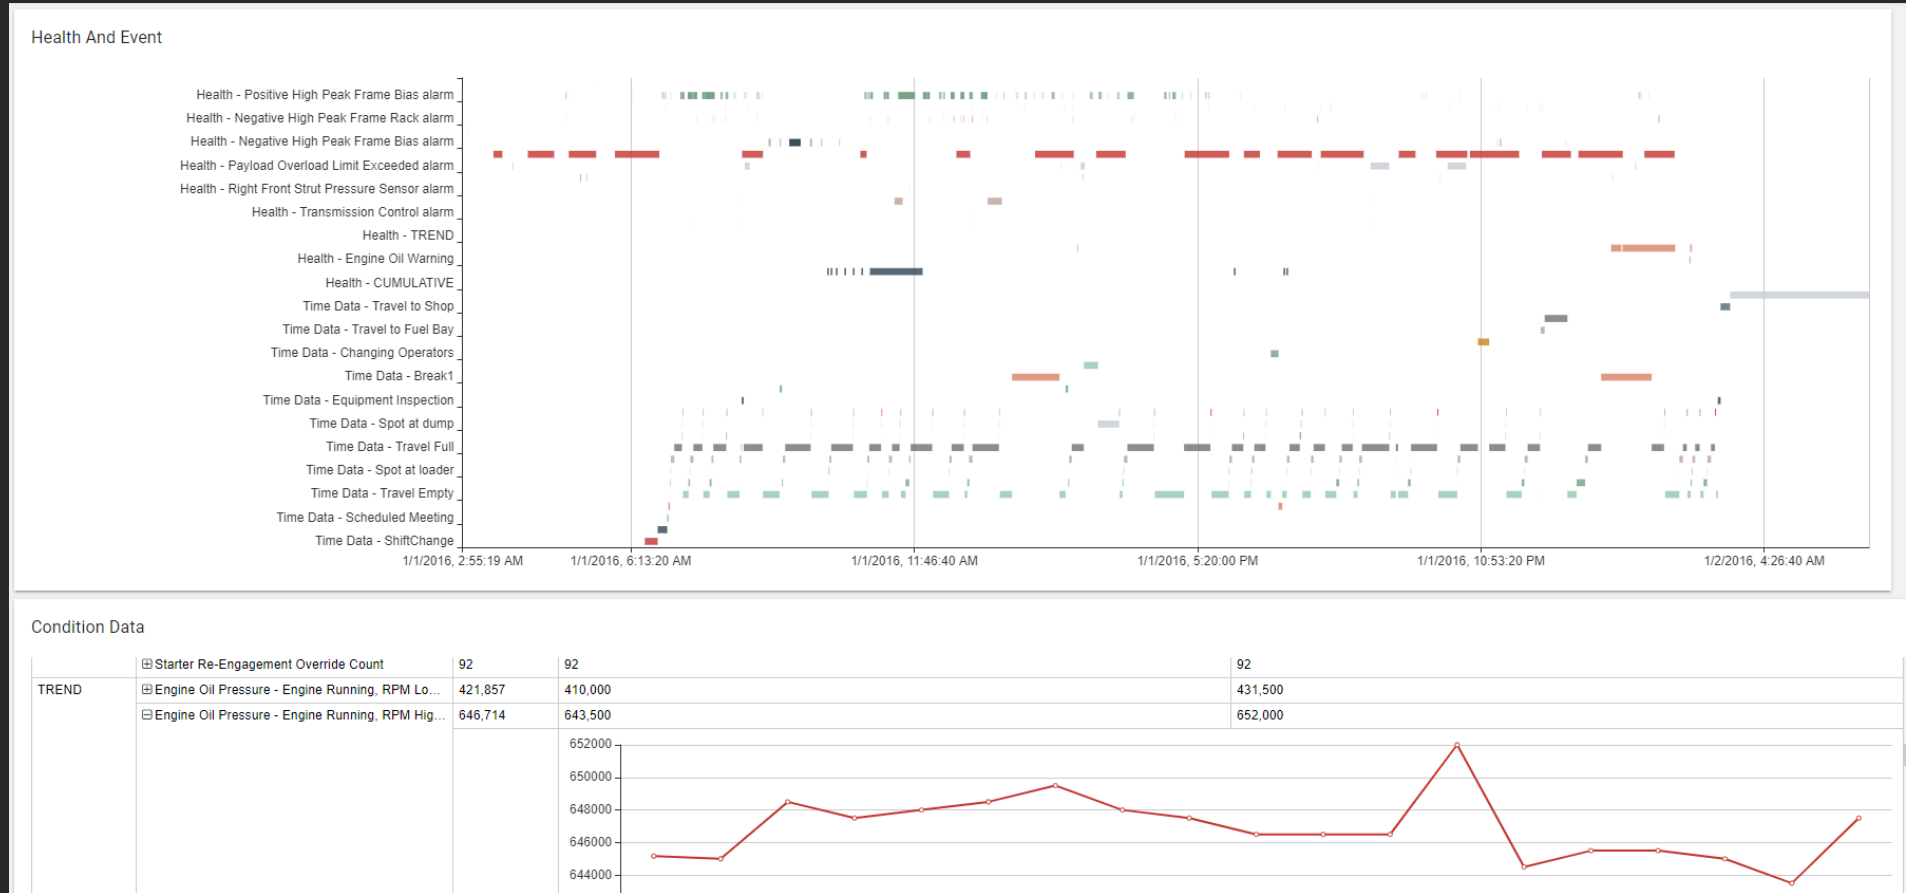 Health And Event
Health - Positive High Peak Frame Bias alarm
Health - Negative High Peak Frame Rack alarm
Health - Negative High Peak Frame Bias alarm
Health - Payload Overload Limit Exceeded alarm
Health - Right Front Strut Pressure Sensor alarm
Health - Transmission Control alarm
Health - TREND
Health - Engine Oil Warning
Health - CUMULATIVE
Time Data - Travel to Shop
Time Data - Travel to Fuel Bay
Time Data - Changing Operators
Time Data - Break1
Time Data - Equipment Inspection
Time Data - Spot at dump
Time Data - Travel Full
Time Data - Spot at loader
Time Data - Travel Empty
Time Data - Scheduled Meeting
Time Data - ShiftChange
1/1/2016, 2:55:19 AM 1/1/2016, 6:13:20 AM 1/1/2016, 11:46:40 AM 1/1/2016, 5:20:00 PM 1/1/2016, 10:53:20 PM 1/2/2016, 4:26:40 AM
Condition Data
Starter Re-Engagement Override Count 92 92 92
TREND Engine Oil Pressure - Engine Running, RPM Lo... 421,857 410,000 431,500
Engine Oil Pressure - Engine Running, RPM Hig... 646,714 643,500 652,000
652000
650000
648000
646000
644000